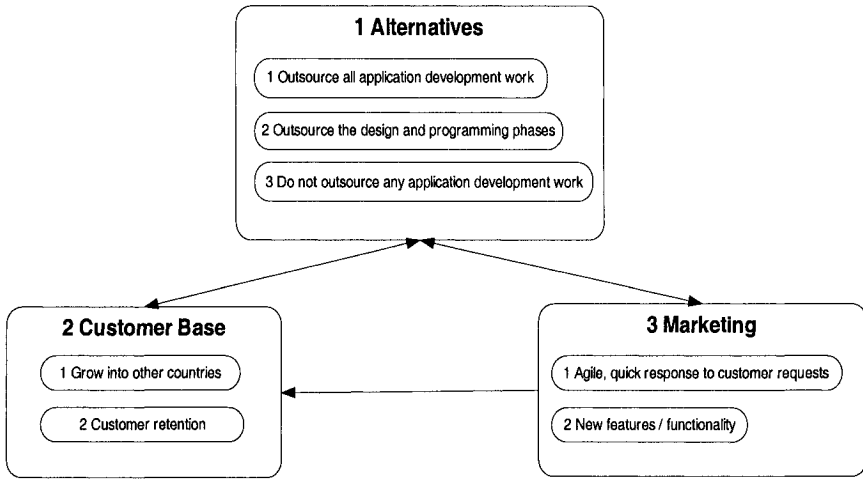 1 Alternatives
1 Outsource all application development work
2 Outsource the design and programming phases
3 Do not outsource any application development work
2 Customer Base
1 Grow into other countries
2 Customer retention
3 Marketing
1 Agile, quick response to customer requests
2 New features / functionality